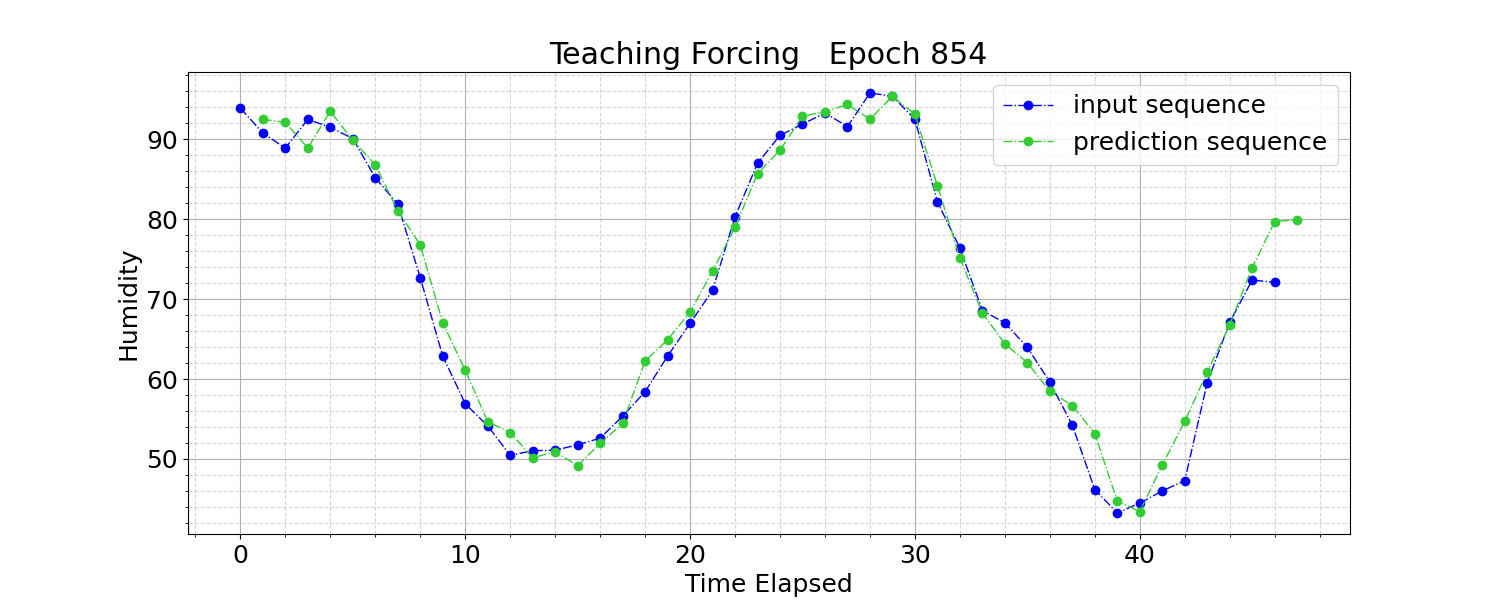 Teaching Forcing   Epoch 854
input sequence
prediction sequence
Humidity
90
80
70
60
50
0 10 20 30 40
Time Elapsed